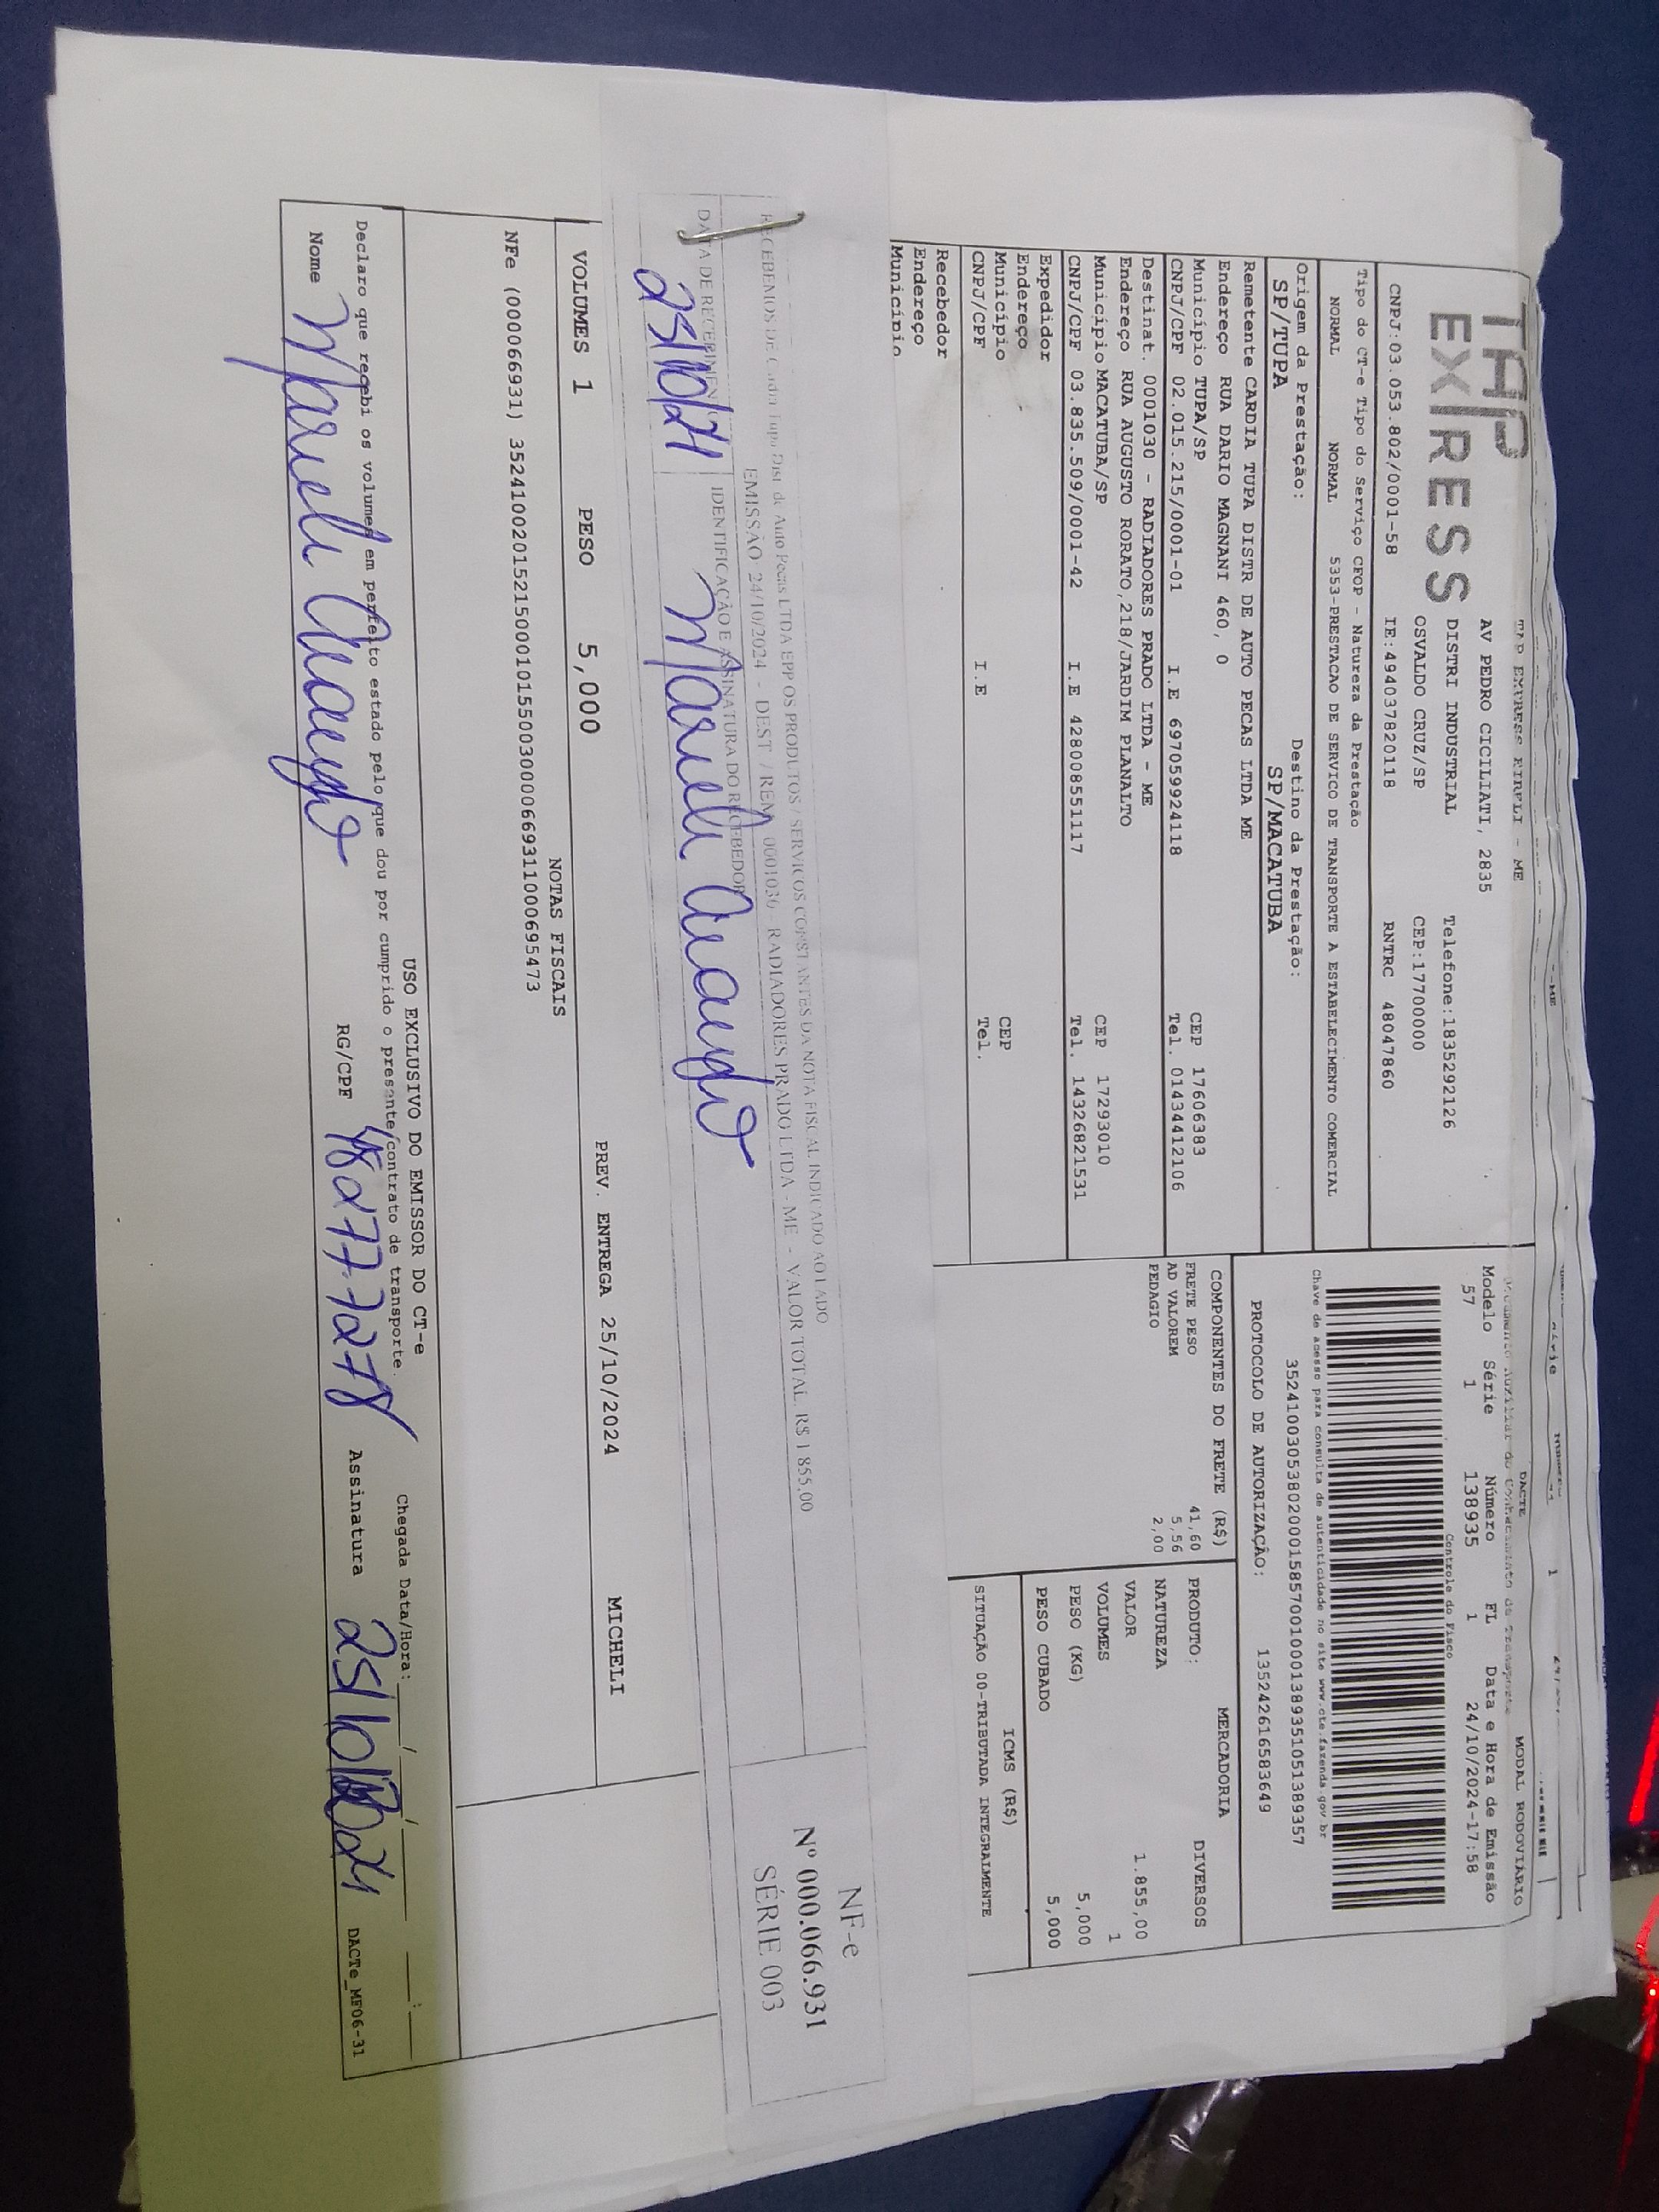 TAP EXPRESS
TAP EXPRESS EIRELI - ME
AV PEDRO CICILIATI, 2835
DISTRI INDUSTRIAL
Telefone:1835292126
OSVALDO CRUZ/SP
CEP:17700000
CNPJ:03.053.802/0001-58 IE:494037820118 RNTRC 48047860
Tipo do CT-e Tipo do Serviço CFOP - Natureza da Prestação
NORMAL NORMAL 5353-PRESTACAO DE SERVICO DE TRANSPORTE A ESTABELECIMENTO COMERCIAL
Origem da Prestação: Destino da Prestação:
SP/TUPA SP/MACATUBA
Remetente CARDIA TUPA DISTR DE AUTO PECAS LTDA ME
Endereço RUA DARIO MAGNANI 460, 0
Município TUPA/SP CEP 17606383
CNPJ/CPF 02.015.215/0001-01 I.E 697059924118 Tel. 01434412106
Destinat. 0001030 - RADIADORES PRADO LTDA - ME
Endereço RUA AUGUSTO RORATO,218/JARDIM PLANALTO
Município MACATUBA/SP CEP 17293010
CNPJ/CPF 03.835.509/0001-42 I.E 428008551117 Tel. 14326821531
Expedidor
Endereço
Município CEP
CNPJ/CPF I.E Tel.
Recebedor
Endereço
Município
DACTE MODAL RODOVIÁRIO
Documento Auxiliar do Conhecimento de Transporte
Modelo Série Número FL Data e Hora de Emissão
57 1 138935 1 24/10/2024-17:58
Controle do Fisco
Chave de acesso para consulta de autenticidade no site www.cte.fazenda.gov.br
35241003053802000158570010001389351051389357
PROTOCOLO DE AUTORIZAÇÃO: 135242616583649
COMPONENTES DO FRETE (R$)
FRETE PESO 41,60
AD VALOREM 5,56
PEDAGIO 2,00
MERCADORIA
PRODUTO: DIVERSOS
NATUREZA
VALOR 1.855,00
VOLUMES 1
PESO (KG) 5,000
PESO CUBADO 5,000
ICMS (R$)
SITUAÇÃO 00-TRIBUTADA INTEGRALMENTE
RECEBEMOS DE Cardia Tupa Dist de Auto Pecas LTDA EPP OS PRODUTOS / SERVICOS CONSTANTES DA NOTA FISCAL INDICADO AO LADO
EMISSÃO 24/10/2024 - DEST / REM 0001030 - RADIADORES PRADO LTDA - ME - VALOR TOTAL R$ 1.855,00
DATA DE RECEBIMENTO IDENTIFICAÇÃO E ASSINATURA DO RECEBEDOR
25/10/24
NF-e
Nº 000.066.931
SÉRIE 003
VOLUMES 1 PESO 5,000 PREV. ENTREGA 25/10/2024 MICHELI
NOTAS FISCAIS
NFe (000066931) 35241002015215000101550030000669311000695473
USO EXCLUSIVO DO EMISSOR DO CT-e
Declaro que recebi os volumes em perfeito estado pelo que dou por cumprido o presente contrato de transporte. Chegada Data/Hora: __/__/__ __:__
Nome RG/CPF 48277.7278 Assinatura 25/10/2024
DACTe_MF06-31